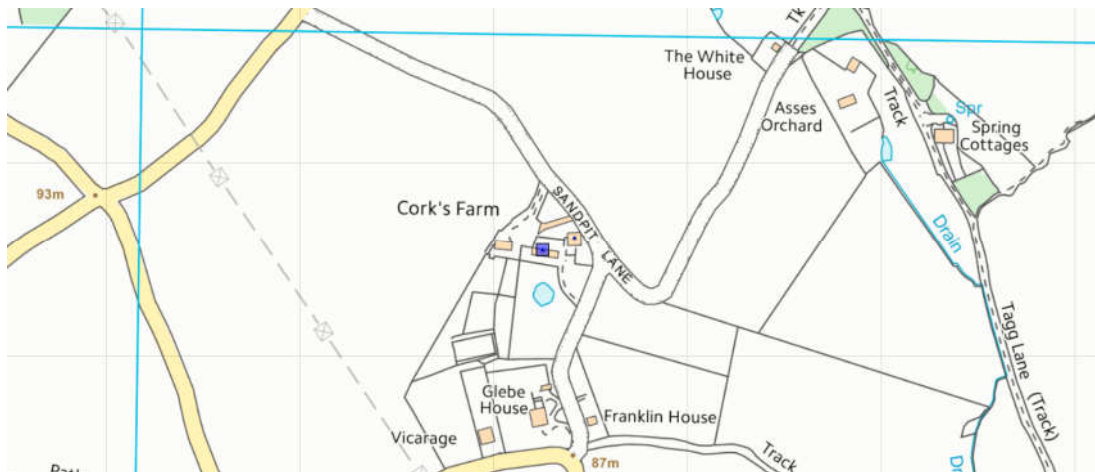 Tk
The White
House
Asses
Orchard
Track
Spr
Spring
Cottages
93m
Cork's Farm
SANDPIT LANE
Drain
Tagg Lane (Track)
Glebe
House
Franklin House
Vicarage
87m
Track